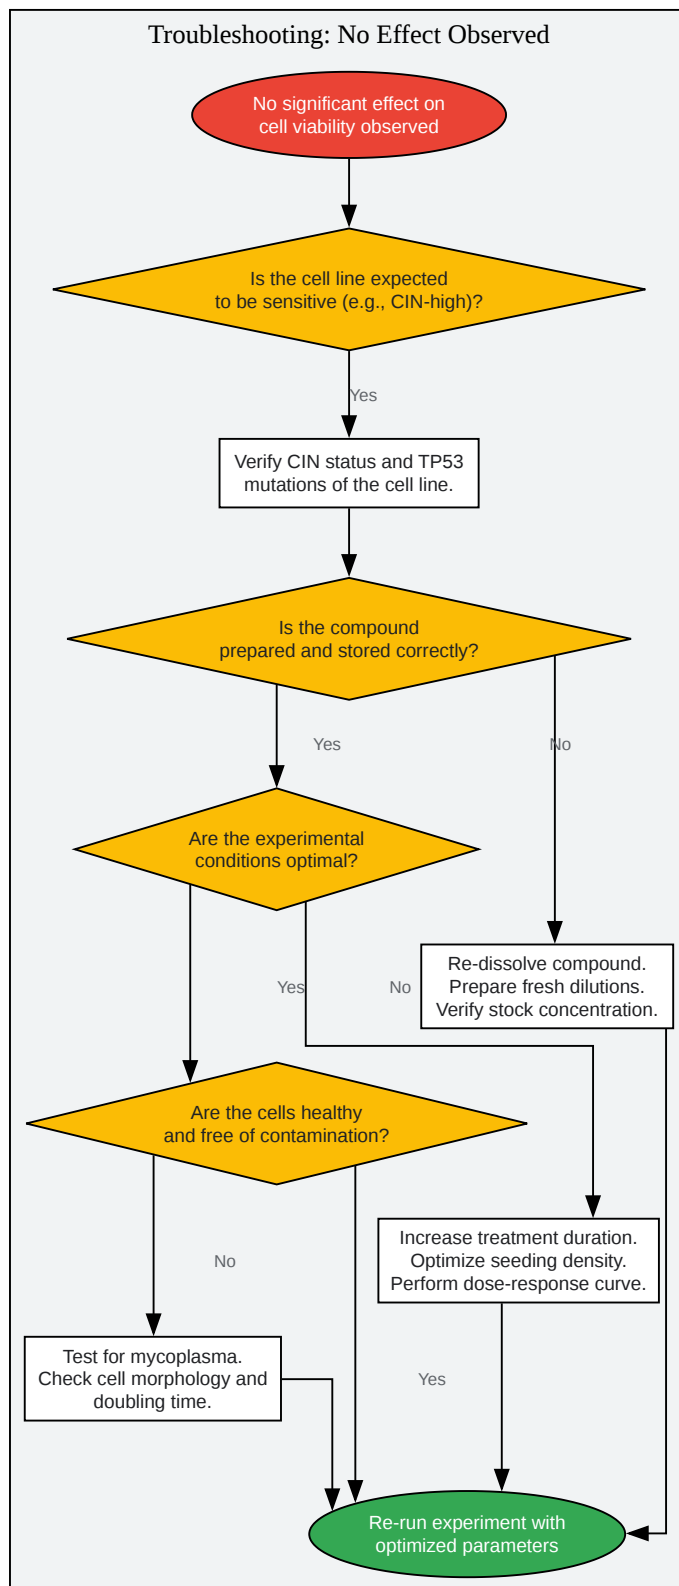 Troubleshooting: No Effect Observed
No significant effect on
cell viability observed
Is the cell line expected
to be sensitive (e.g., CIN-high)?
Yes
Verify CIN status and TP53
mutations of the cell line.
Is the compound
prepared and stored correctly?
Yes
No
Are the experimental
conditions optimal?
Re-dissolve compound.
Prepare fresh dilutions.
Verify stock concentration.
Yes
No
Are the cells healthy
and free of contamination?
Increase treatment duration.
Optimize seeding density.
Perform dose-response curve.
No
Test for mycoplasma.
Check cell morphology and
doubling time.
Yes
Re-run experiment with
optimized parameters